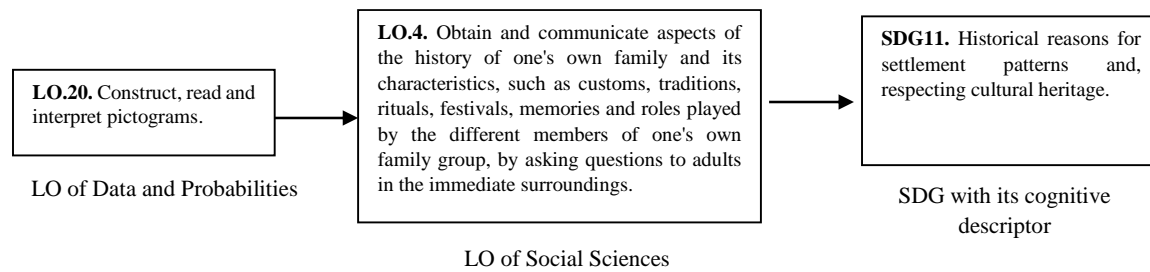 LO.20. Construct, read and
interpret pictograms.
LO of Data and Probabilities
LO.4. Obtain and communicate aspects of
the history of one's own family and its
characteristics, such as customs, traditions,
rituals, festivals, memories and roles played
by the different members of one's own
family group, by asking questions to adults
in the immediate surroundings.
LO of Social Sciences
SDG11. Historical reasons for
settlement patterns and,
respecting cultural heritage.
SDG with its cognitive
descriptor